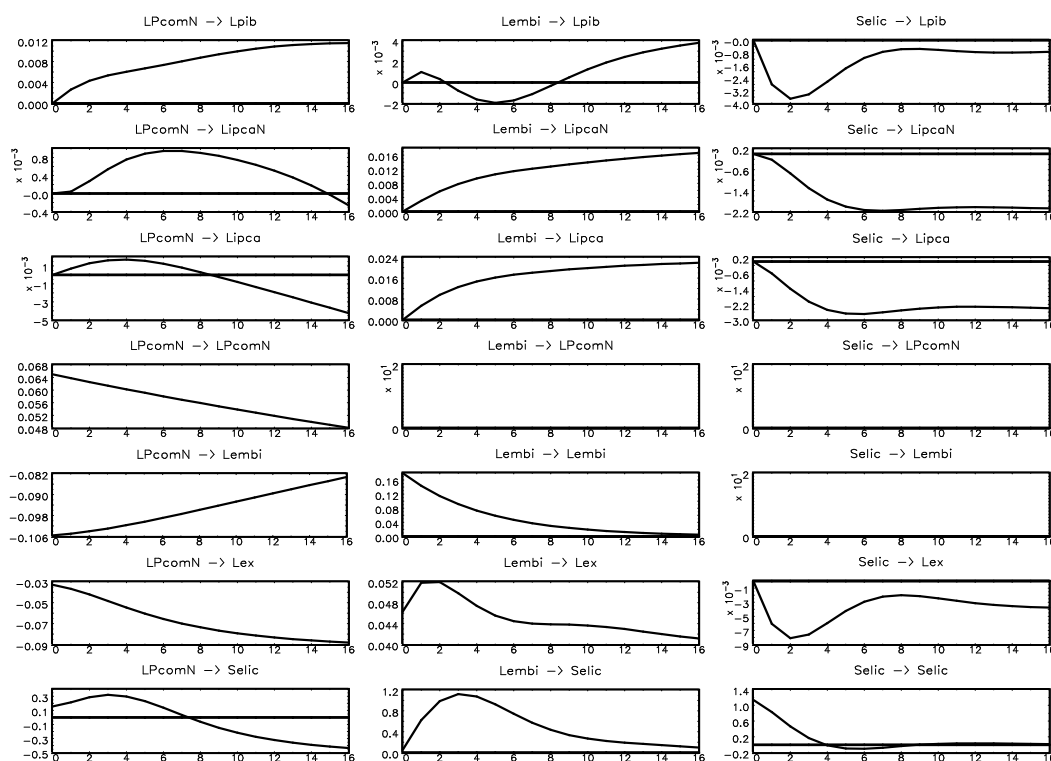 LPcomN -> Lpib
Lembi -> Lpib
Selic -> Lpib
0.012
0.008
0.004
0.000
0 2 4 6 8 10 12 14 16
x 10⁻³
4
2
0
-2
0 2 4 6 8 10 12 14 16
x 10⁻³
-0.0
-0.8
-1.6
-2.4
-3.2
-4.0
0 2 4 6 8 10 12 14 16
LPcomN -> LipcaN
Lembi -> LipcaN
Selic -> LipcaN
x 10⁻³
0.8
0.4
-0.0
-0.4
0 2 4 6 8 10 12 14 16
0.016
0.012
0.008
0.004
0.000
0 2 4 6 8 10 12 14 16
x 10⁻³
0.2
-0.6
-1.4
-2.2
0 2 4 6 8 10 12 14 16
LPcomN -> Lipca
Lembi -> Lipca
Selic -> Lipca
x 10⁻³
1
-1
-3
-5
0 2 4 6 8 10 12 14 16
0.024
0.016
0.008
0.000
0 2 4 6 8 10 12 14 16
x 10⁻³
0.2
-0.6
-1.4
-2.2
-3.0
0 2 4 6 8 10 12 14 16
LPcomN -> LPcomN
Lembi -> LPcomN
Selic -> LPcomN
0.068
0.064
0.060
0.056
0.052
0.048
0 2 4 6 8 10 12 14 16
x 10¹
2
0
0 2 4 6 8 10 12 14 16
x 10¹
2
0
0 2 4 6 8 10 12 14 16
LPcomN -> Lembi
Lembi -> Lembi
Selic -> Lembi
-0.082
-0.090
-0.098
-0.106
0 2 4 6 8 10 12 14 16
0.16
0.12
0.08
0.04
0.00
0 2 4 6 8 10 12 14 16
x 10¹
2
0
0 2 4 6 8 10 12 14 16
LPcomN -> Lex
Lembi -> Lex
Selic -> Lex
-0.03
-0.05
-0.07
-0.09
0 2 4 6 8 10 12 14 16
0.052
0.048
0.044
0.040
0 2 4 6 8 10 12 14 16
x 10⁻³
-1
-3
-5
-7
-9
0 2 4 6 8 10 12 14 16
LPcomN -> Selic
Lembi -> Selic
Selic -> Selic
0.3
0.1
-0.1
-0.3
-0.5
0 2 4 6 8 10 12 14 16
1.2
0.8
0.4
0.0
0 2 4 6 8 10 12 14 16
1.4
1.0
0.6
0.2
-0.2
0 2 4 6 8 10 12 14 16